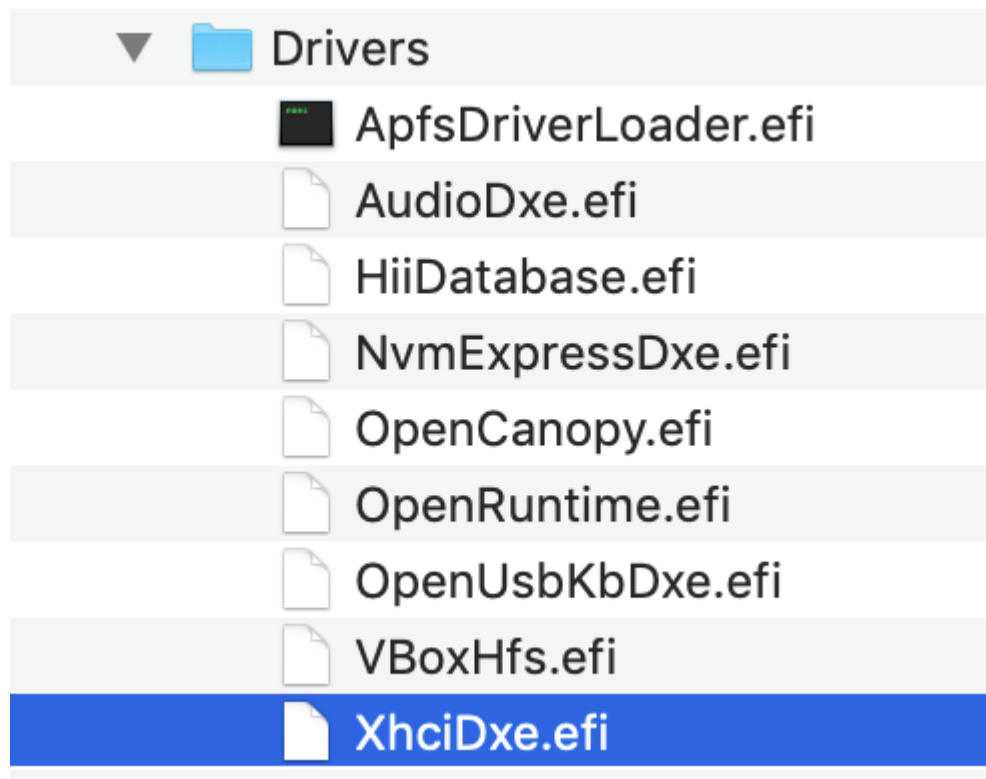 Drivers
ApfsDriverLoader.efi
AudioDxe.efi
HiiDatabase.efi
NvmExpressDxe.efi
OpenCanopy.efi
OpenRuntime.efi
OpenUsbKbDxe.efi
VBoxHfs.efi
XhciDxe.efi